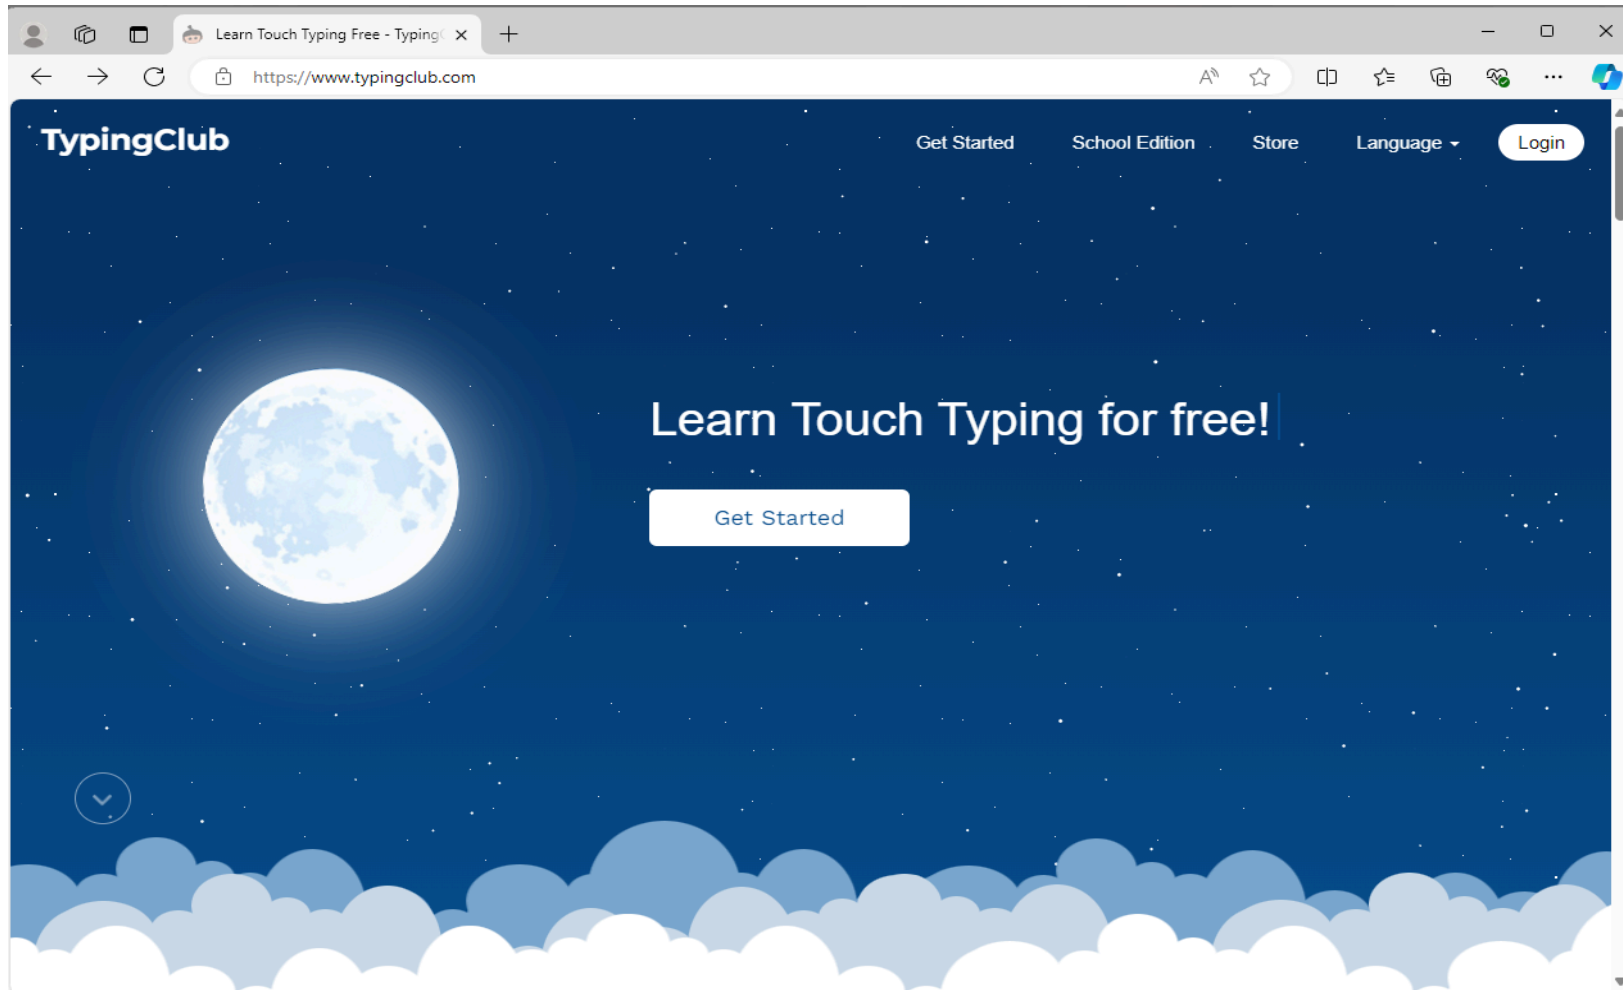 Learn Touch Typing Free - Typing
https://www.typingclub.com
TypingClub
Get Started
School Edition
Store
Language
Login
Learn Touch Typing for free!
Get Started